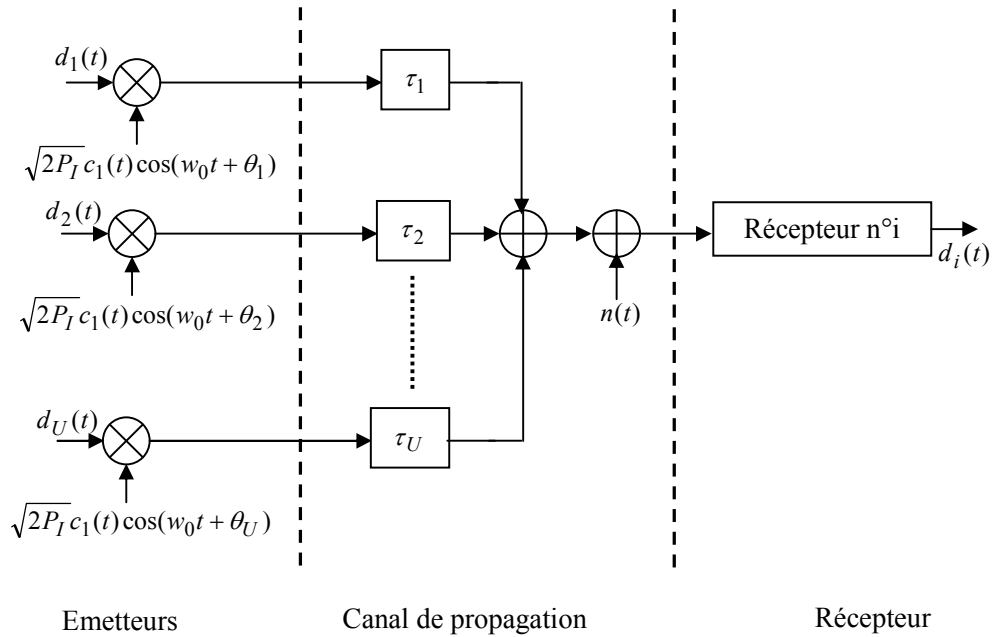 d₁(t)
τ₁
√2P_I c₁(t)cos(w₀t + θ₁)
d₂(t)
τ₂
Récepteur n°i
d_i(t)
√2P_I c₁(t)cos(w₀t + θ₂)
n(t)
d_U(t)
τ_U
√2P_I c₁(t)cos(w₀t + θ_U)
Emetteurs
Canal de propagation
Récepteur